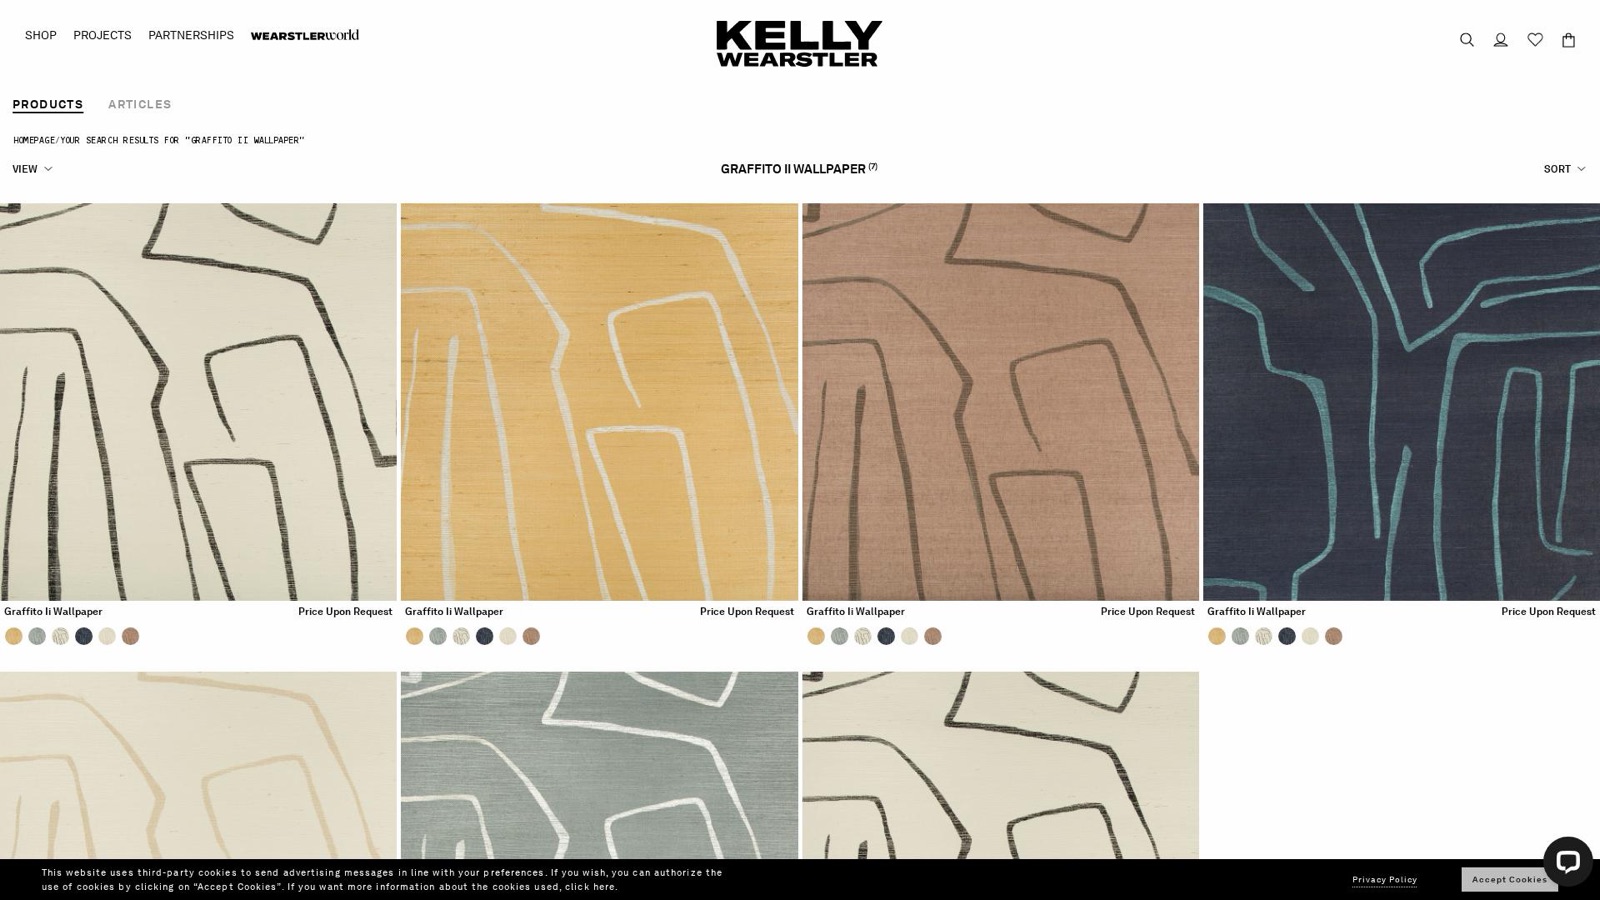 SHOP PROJECTS PARTNERSHIPS WEARSTLERworld
KELLY
WEARSTLER
PRODUCTS ARTICLES
HOMEPAGE/YOUR SEARCH RESULTS FOR "GRAFFITO II WALLPAPER"
VIEW
GRAFFITO II WALLPAPER (7)
SORT
Graffito Ii Wallpaper Price Upon Request
Graffito Ii Wallpaper Price Upon Request
Graffito Ii Wallpaper Price Upon Request
Graffito Ii Wallpaper Price Upon Request
This website uses third-party cookies to send advertising messages in line with your preferences. If you wish, you can authorize the
use of cookies by clicking on "Accept Cookies". If you want more information about the cookies used, click here.
Privacy Policy
Accept Cookies